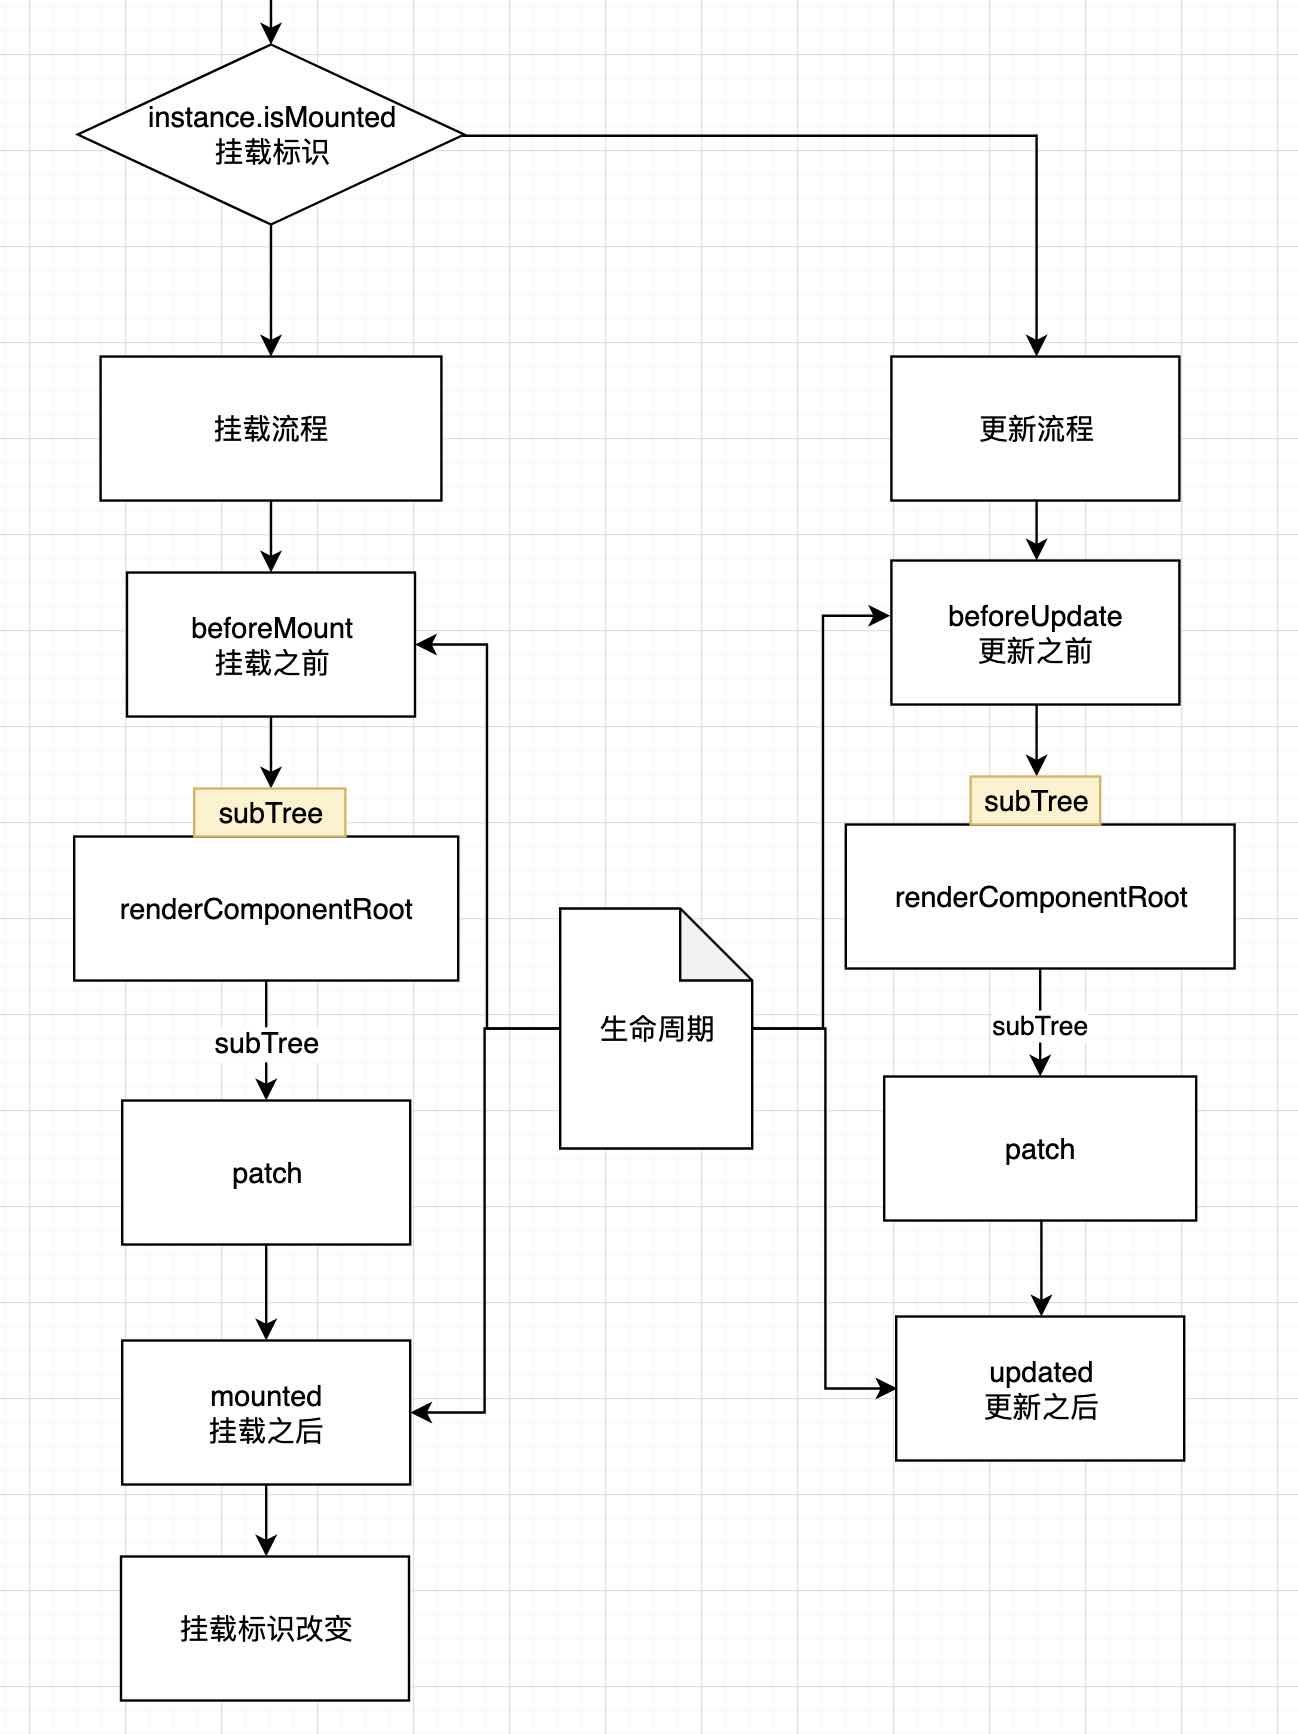 instance.isMounted
挂载标识
挂载流程
beforeMount
挂载之前
subTree
renderComponentRoot
subTree
patch
mounted
挂载之后
挂载标识改变
生命周期
更新流程
beforeUpdate
更新之前
subTree
renderComponentRoot
subTree
patch
updated
更新之后